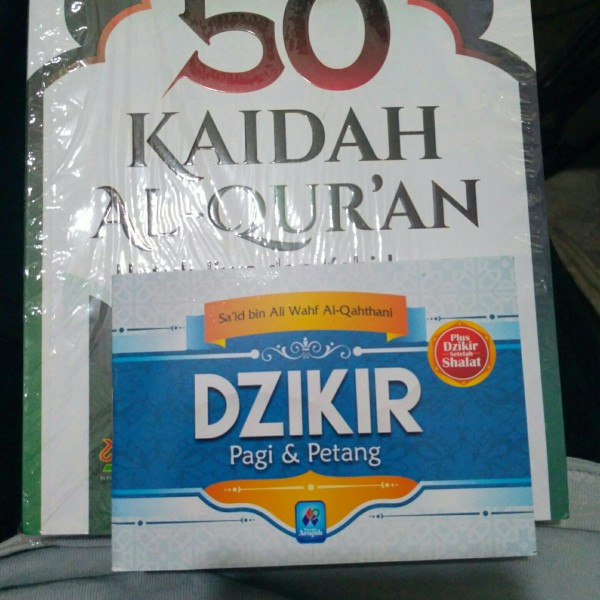 50
KAIDAH
AL-QUR'AN
Sa'id bin Ali Wahf Al-Qahthani
Plus
Dzikir
Setelah
Shalat
DZIKIR
Pagi & Petang
Arafah